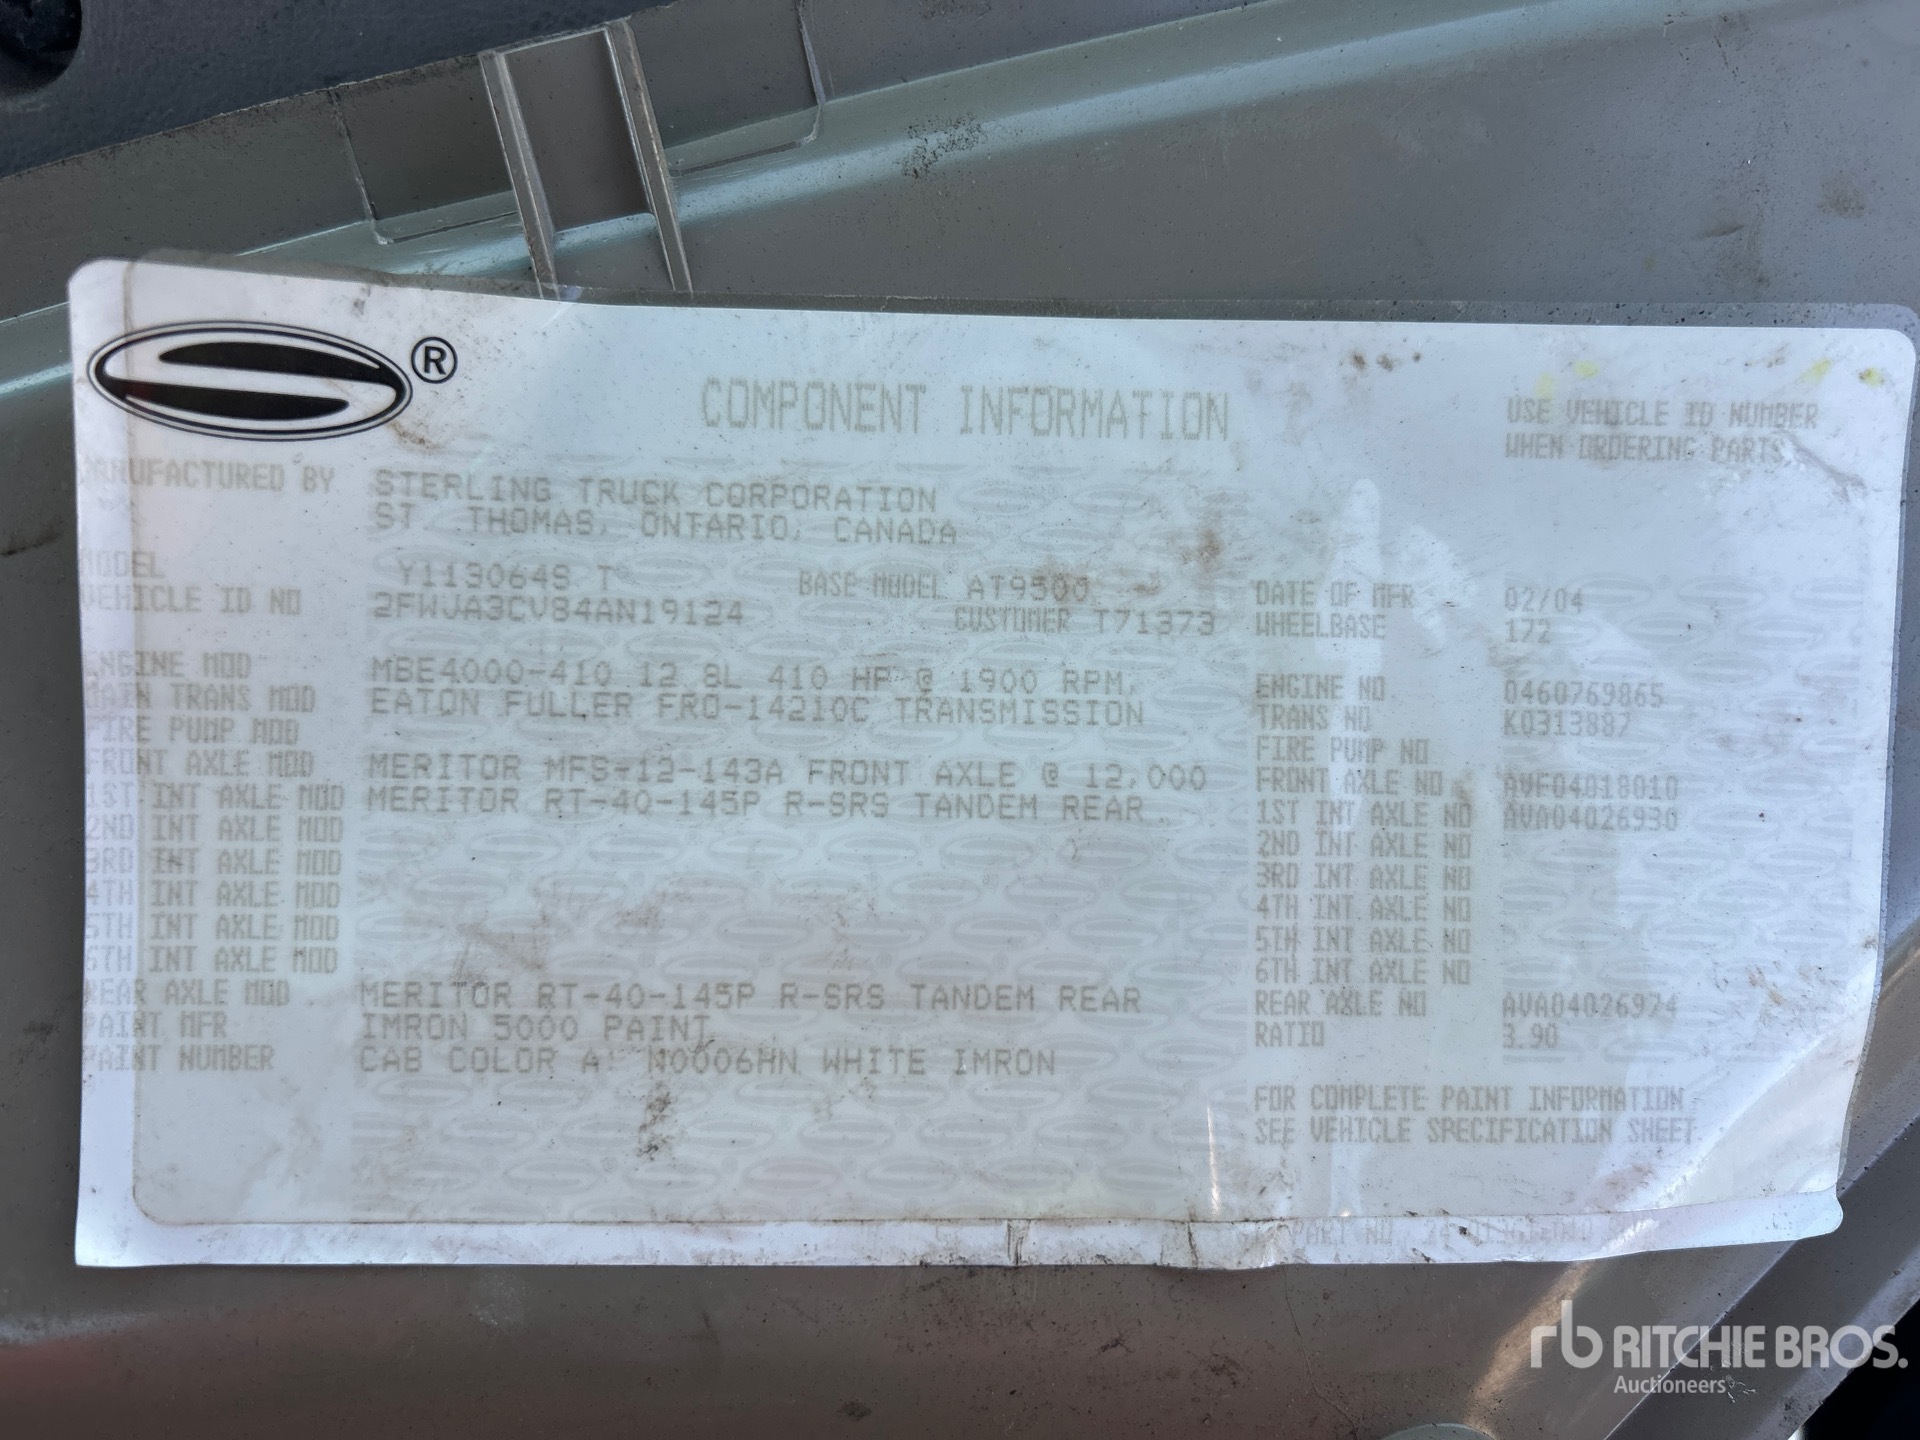 ®
COMPONENT INFORMATION
USE VEHICLE ID NUMBER
WHEN ORDERING PARTS
MANUFACTURED BY STERLING TRUCK CORPORATION
ST. THOMAS, ONTARIO, CANADA
MODEL Y113064S T BASE MODEL AT9500 DATE OF MFR 02/04
VEHICLE ID NO 2FWJA3CV84AN19124 CUSTOMER T71373 WHEELBASE 172
ENGINE MOD MBE4000-410 12.8L 410 HP @ 1900 RPM, ENGINE NO 0460769865
MAIN TRANS MOD EATON FULLER FRO-14210C TRANSMISSION TRANS NO K0313887
FIRE PUMP MOD FIRE PUMP NO
FRONT AXLE MOD MERITOR MFS-12-143A FRONT AXLE @ 12,000 FRONT AXLE NO AVF04018010
1ST INT AXLE MOD MERITOR RT-40-145P R-SRS TANDEM REAR 1ST INT AXLE NO AVA04026930
2ND INT AXLE MOD 2ND INT AXLE NO
3RD INT AXLE MOD 3RD INT AXLE NO
4TH INT AXLE MOD 4TH INT AXLE NO
5TH INT AXLE MOD 5TH INT AXLE NO
6TH INT AXLE MOD 6TH INT AXLE NO
REAR AXLE MOD MERITOR RT-40-145P R-SRS TANDEM REAR REAR AXLE NO AVA04026974
PAINT MFR IMRON 5000 PAINT RATIO 3.90
PAINT NUMBER CAB COLOR A: N0006HN WHITE IMRON
FOR COMPLETE PAINT INFORMATION
SEE VEHICLE SPECIFICATION SHEET
PART NO
rb RITCHIE BROS.
Auctioneers